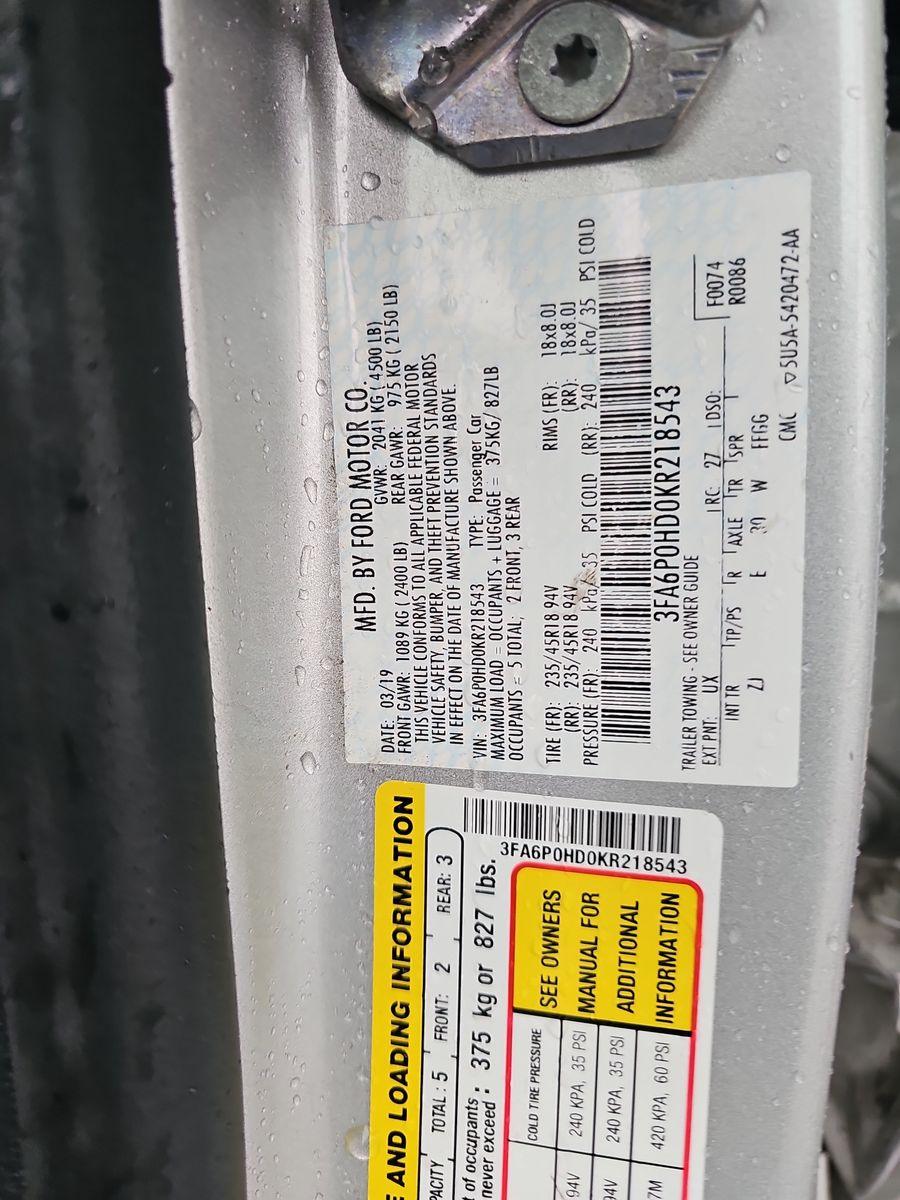 MFD. BY FORD MOTOR CO.
DATE: 03/19 GVWR: 2041 KG ( 4500 LB)
FRONT GAWR: 1089 KG ( 2400 LB) REAR GAWR: 975 KG ( 2150 LB)
THIS VEHICLE CONFORMS TO ALL APPLICABLE FEDERAL MOTOR
VEHICLE SAFETY, BUMPER, AND THEFT PREVENTION STANDARDS
IN EFFECT ON THE DATE OF MANUFACTURE SHOWN ABOVE.
VIN: 3FA6P0HD0KR218543 TYPE: Passenger Car
MAXIMUM LOAD = OCCUPANTS + LUGGAGE = 375KG/ 827LB
OCCUPANTS = 5 TOTAL; 2 FRONT, 3 REAR
TIRE (FR): 235/45R18 94V RIMS (FR): 18x8.0J
(RR): 235/45R18 94V (RR): 18x8.0J
PRESSURE (FR): 240 kPa/ 35 PSI COLD (RR): 240 kPa/ 35 PSI COLD
3FA6P0HD0KR218543
TRAILER TOWING - SEE OWNER GUIDE
EXT PNT: UX RC: 27 DSO: F0074
R0086
INT TR TP/PS R AXLE TR SPR
ZJ E 30 W FFGG
CMC ▽5U5A-5420472-AA
AND LOADING INFORMATION
TOTAL : 5 FRONT: 2 REAR: 3
of occupants
never exceed : 375 kg or 827 lbs.
3FA6P0HD0KR218543
COLD TIRE PRESSURE
94V 240 KPA, 35 PSI
94V 240 KPA, 35 PSI
7M 420 KPA, 60 PSI
SEE OWNERS
MANUAL FOR
ADDITIONAL
INFORMATION